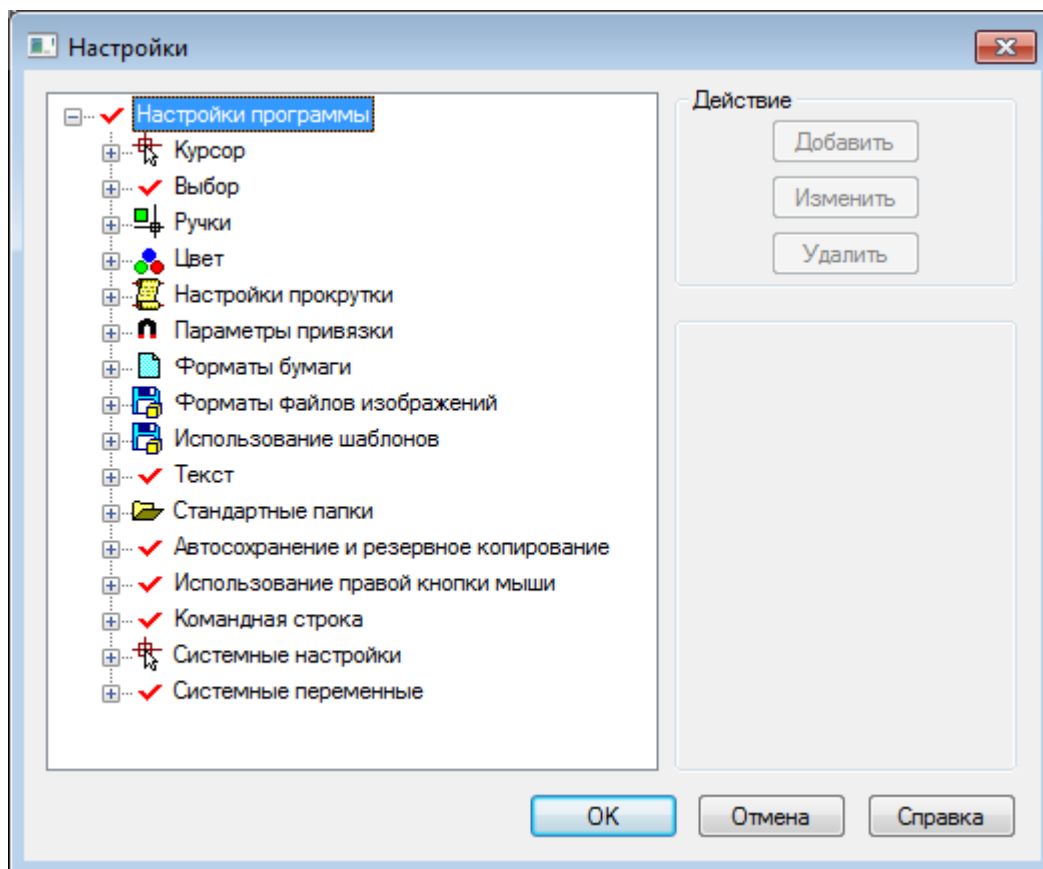 Настройки
Настройки программы
Курсор
Выбор
Ручки
Цвет
Настройки прокрутки
Параметры привязки
Форматы бумаги
Форматы файлов изображений
Использование шаблонов
Текст
Стандартные папки
Автосохранение и резервное копирование
Использование правой кнопки мыши
Командная строка
Системные настройки
Системные переменные
Действие
Добавить
Изменить
Удалить
OK
Отмена
Справка